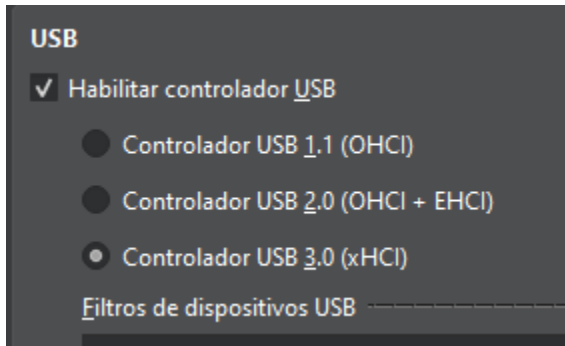 USB
Habilitar controlador USB
Controlador USB 1.1 (OHCI)
Controlador USB 2.0 (OHCI + EHCI)
Controlador USB 3.0 (xHCI)
Filtros de dispositivos USB